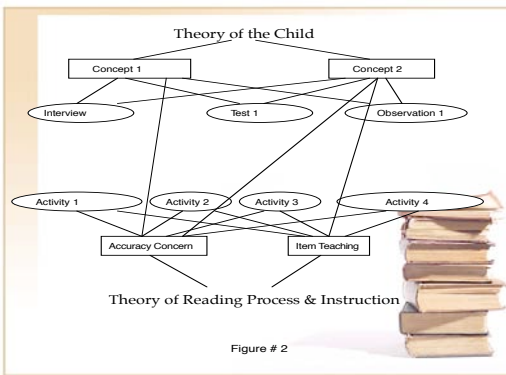 Theory of the Child
Concept 1 Concept 2
Interview Test 1 Observation 1
Activity 1 Activity 2 Activity 3 Activity 4
Accuracy Concern Item Teaching
Theory of Reading Process & Instruction
Figure # 2